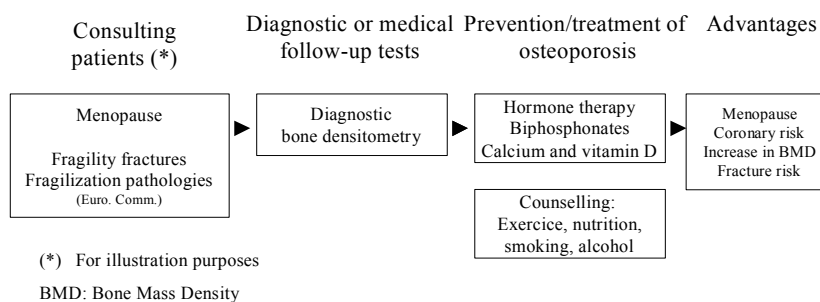 Consulting
patients (*)
Diagnostic or medical
follow-up tests
Prevention/treatment of
osteoporosis
Advantages
Menopause
Fragility fractures
Fragilization pathologies
(Euro. Comm.)
Diagnostic
bone densitometry
Hormone therapy
Biphosphonates
Calcium and vitamin D
Menopause
Coronary risk
Increase in BMD
Fracture risk
Counselling:
Exercice, nutrition,
smoking, alcohol
(*) For illustration purposes
BMD: Bone Mass Density